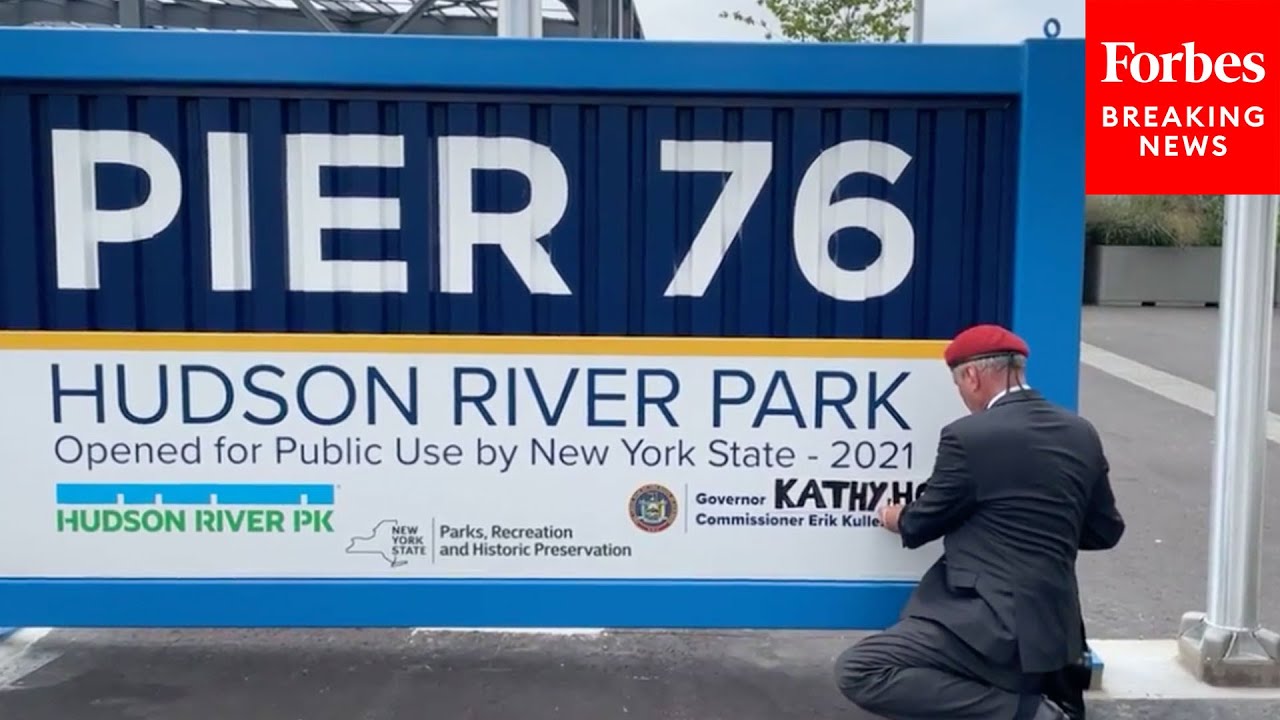 Forbes
BREAKING
NEWS
PIER 76
HUDSON RIVER PARK
Opened for Public Use by New York State - 2021
HUDSON RIVER PK
NEW
YORK
STATE
Parks, Recreation
and Historic Preservation
Governor KATHY
Commissioner Erik